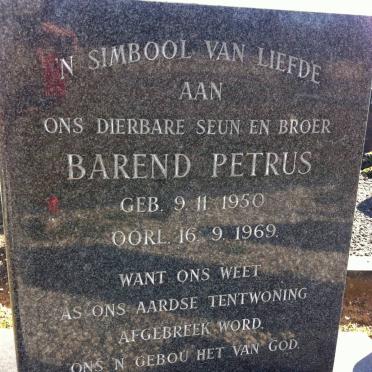 'N SIMBOOL VAN LIEFDE
AAN
ONS DIERBARE SEUN EN BROER
BAREND PETRUS
GEB. 9. 11. 1950
OORL. 16. 9. 1969.
WANT ONS WEET
AS ONS AARDSE TENTWONING
AFGEBREEK WORD,
ONS 'N GEBOU HET VAN GOD.